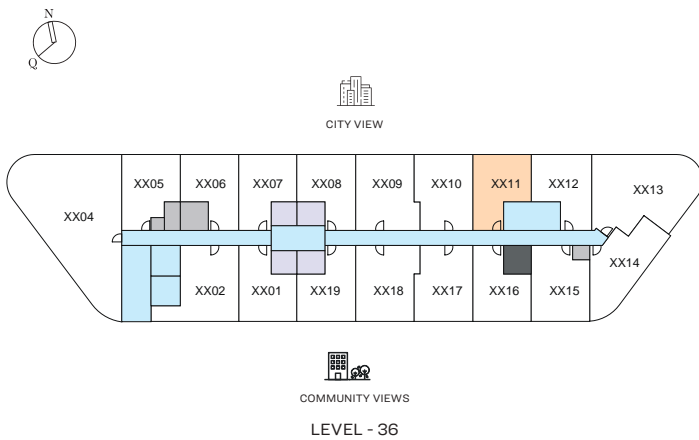 N
Q
CITY VIEW
XX05 XX06 XX07 XX08 XX09 XX10 XX11 XX12 XX13
XX04
XX14
XX02 XX01 XX19 XX18 XX17 XX16 XX15
COMMUNITY VIEWS
LEVEL - 36